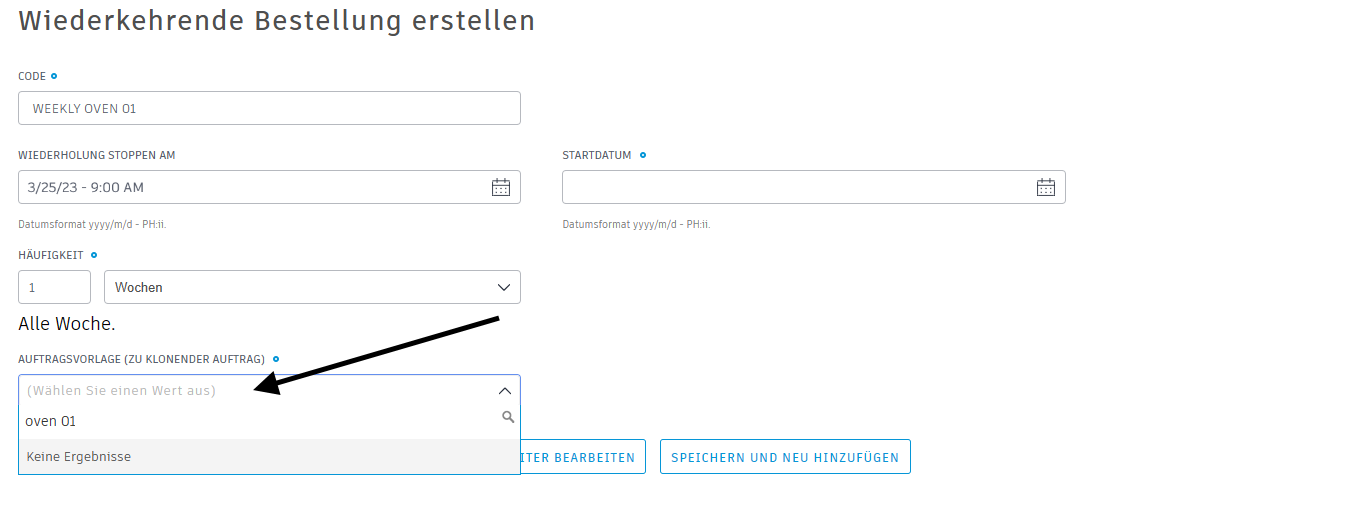 Wiederkehrende Bestellung erstellen
CODE
WEEKLY OVEN 01
WIEDERHOLUNG STOPPEN AM
STARTDATUM
3/25/23 - 9:00 AM
Datumsformat yyyy/m/d - PH:ii.
Datumsformat yyyy/m/d - PH:ii.
HÄUFIGKEIT
1
Wochen
Alle Woche.
AUFTRAGSVORLAGE (ZU KLONENDER AUFTRAG)
(Wählen Sie einen Wert aus)
oven 01
Keine Ergebnisse
ITER BEARBEITEN
SPEICHERN UND NEU HINZUFÜGEN